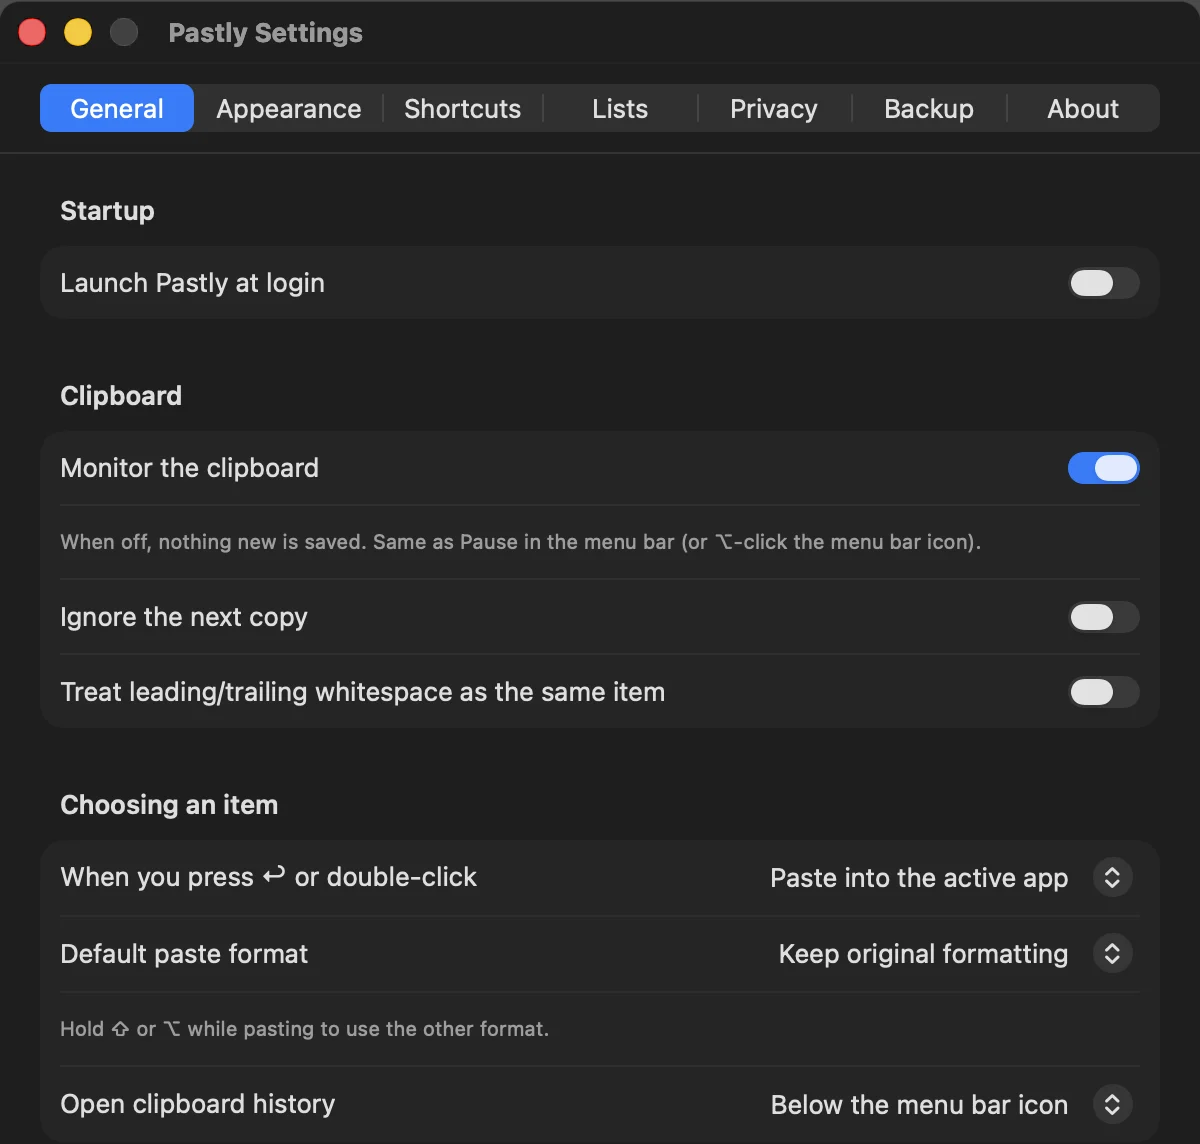 Pastly Settings
General
Appearance
Shortcuts
Lists
Privacy
Backup
About
Startup
Launch Pastly at login
Clipboard
Monitor the clipboard
When off, nothing new is saved. Same as Pause in the menu bar (or ⌥-click the menu bar icon).
Ignore the next copy
Treat leading/trailing whitespace as the same item
Choosing an item
When you press ↩ or double-click
Paste into the active app
Default paste format
Keep original formatting
Hold ⇧ or ⌥ while pasting to use the other format.
Open clipboard history
Below the menu bar icon